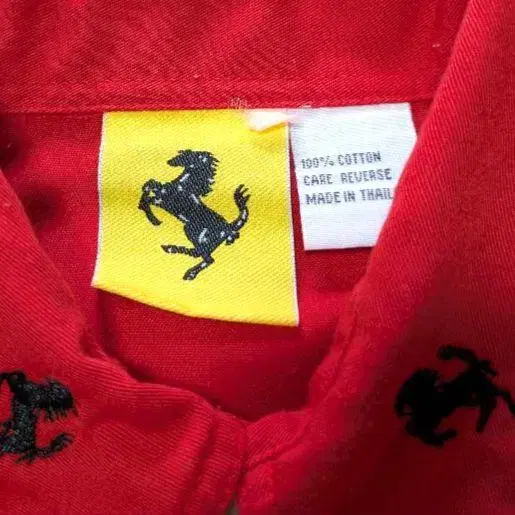 100% COTTON
CARE REVERSE
MADE IN THAIL